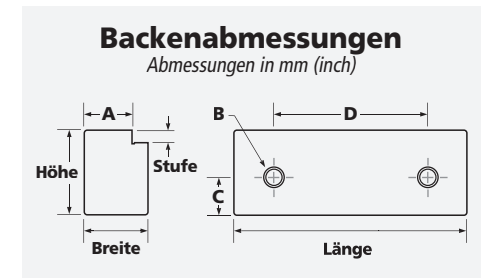 Backenabmessungen
Abmessungen in mm (inch)
A
B
D
Stufe
Höhe
C
Breite
Länge